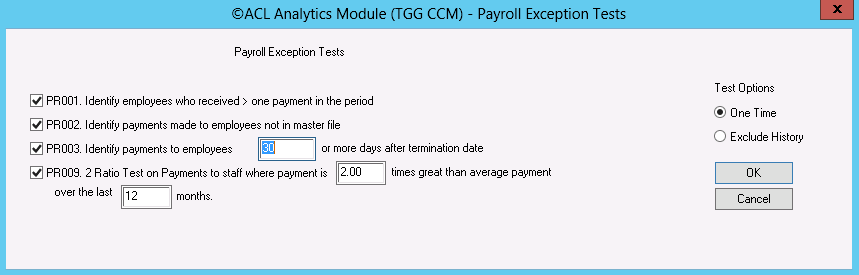 ©ACL Analytics Module (TGG CCM) - Payroll Exception Tests
x
Payroll Exception Tests
PR001. Identify employees who received > one payment in the period
PR002. Identify payments made to employees not in master file
PR003. Identify payments to employees 30 or more days after termination date
PR009. 2 Ratio Test on Payments to staff where payment is 2.00 times great than average payment
over the last 12 months.
Test Options
One Time
Exclude History
OK
Cancel